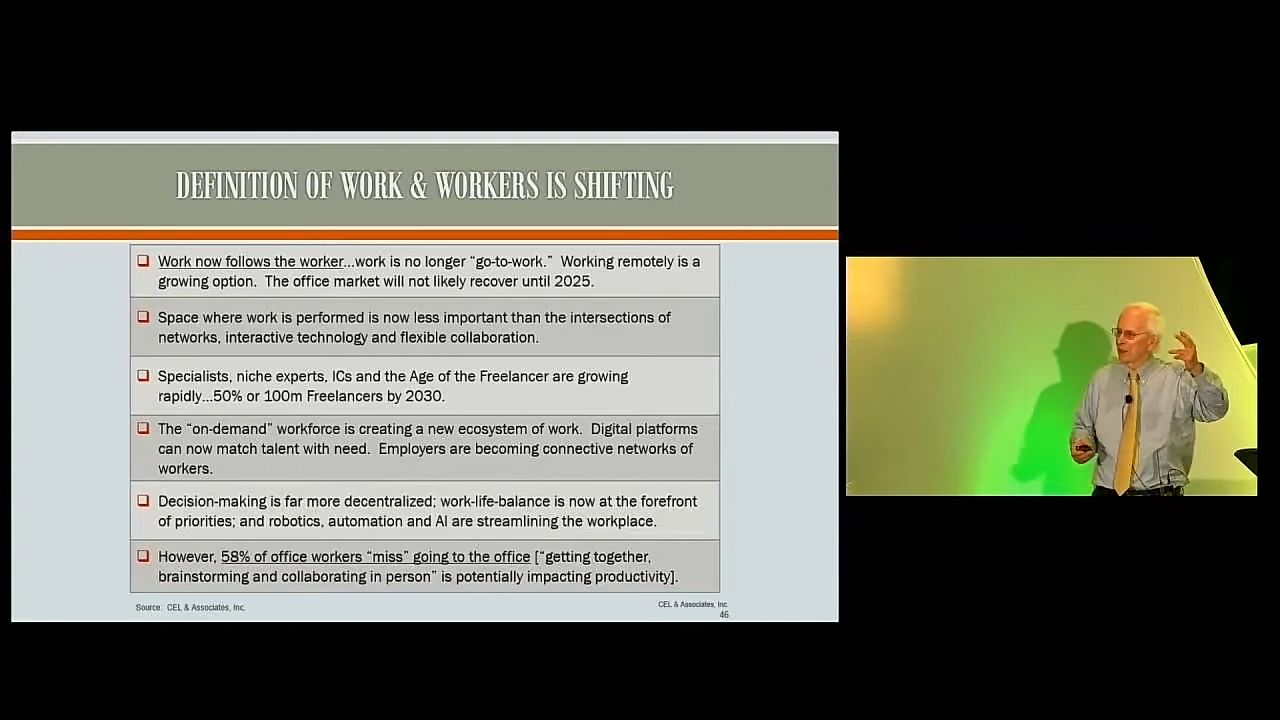 DEFINITION OF WORK & WORKERS IS SHIFTING
Work now follows the worker...work is no longer “go-to-work.” Working remotely is a
growing option. The office market will not likely recover until 2025.
Space where work is performed is now less important than the intersections of
networks, interactive technology and flexible collaboration.
Specialists, niche experts, ICs and the Age of the Freelancer are growing
rapidly...50% or 100m Freelancers by 2030.
The “on-demand” workforce is creating a new ecosystem of work. Digital platforms
can now match talent with need. Employers are becoming connective networks of
workers.
Decision-making is far more decentralized; work-life-balance is now at the forefront
of priorities; and robotics, automation and AI are streamlining the workplace.
However, 58% of office workers “miss” going to the office [“getting together,
brainstorming and collaborating in person” is potentially impacting productivity].
Source: CEL & Associates, Inc.
CEL & Associates, Inc.
46